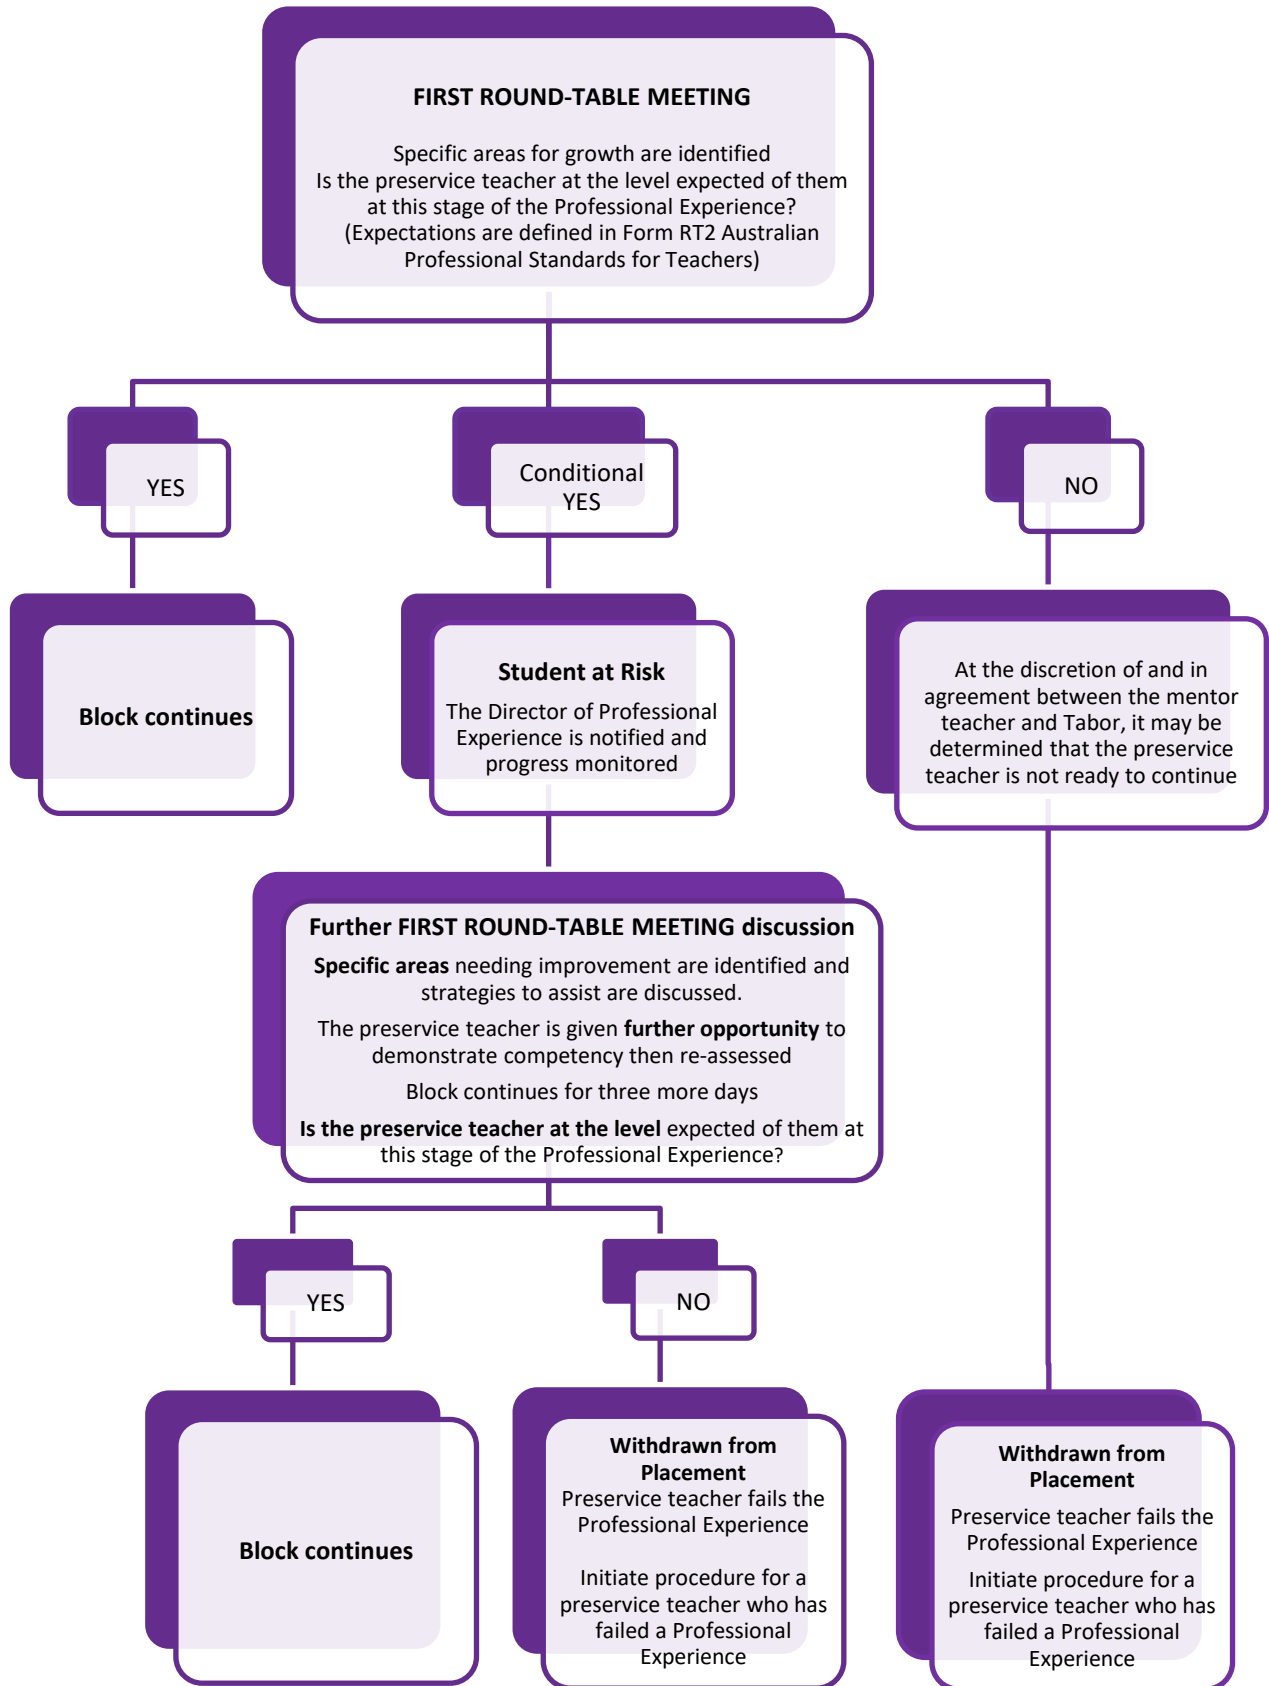 FIRST ROUND-TABLE MEETING
Specific areas for growth are identified
Is the preservice teacher at the level expected of them
at this stage of the Professional Experience?
(Expectations are defined in Form RT2 Australian
Professional Standards for Teachers)
YES
Conditional
YES
NO
Block continues
Student at Risk
The Director of Professional
Experience is notified and
progress monitored
At the discretion of and in
agreement between the mentor
teacher and Tabor, it may be
determined that the preservice
teacher is not ready to continue
Further FIRST ROUND-TABLE MEETING discussion
Specific areas needing improvement are identified and
strategies to assist are discussed.
The preservice teacher is given further opportunity to
demonstrate competency then re-assessed
Block continues for three more days
Is the preservice teacher at the level expected of them at
this stage of the Professional Experience?
YES
NO
Block continues
Withdrawn from
Placement
Preservice teacher fails the
Professional Experience
Initiate procedure for a
preservice teacher who has
failed a Professional
Experience
Withdrawn from
Placement
Preservice teacher fails the
Professional Experience
Initiate procedure for a
preservice teacher who has
failed a Professional
Experience